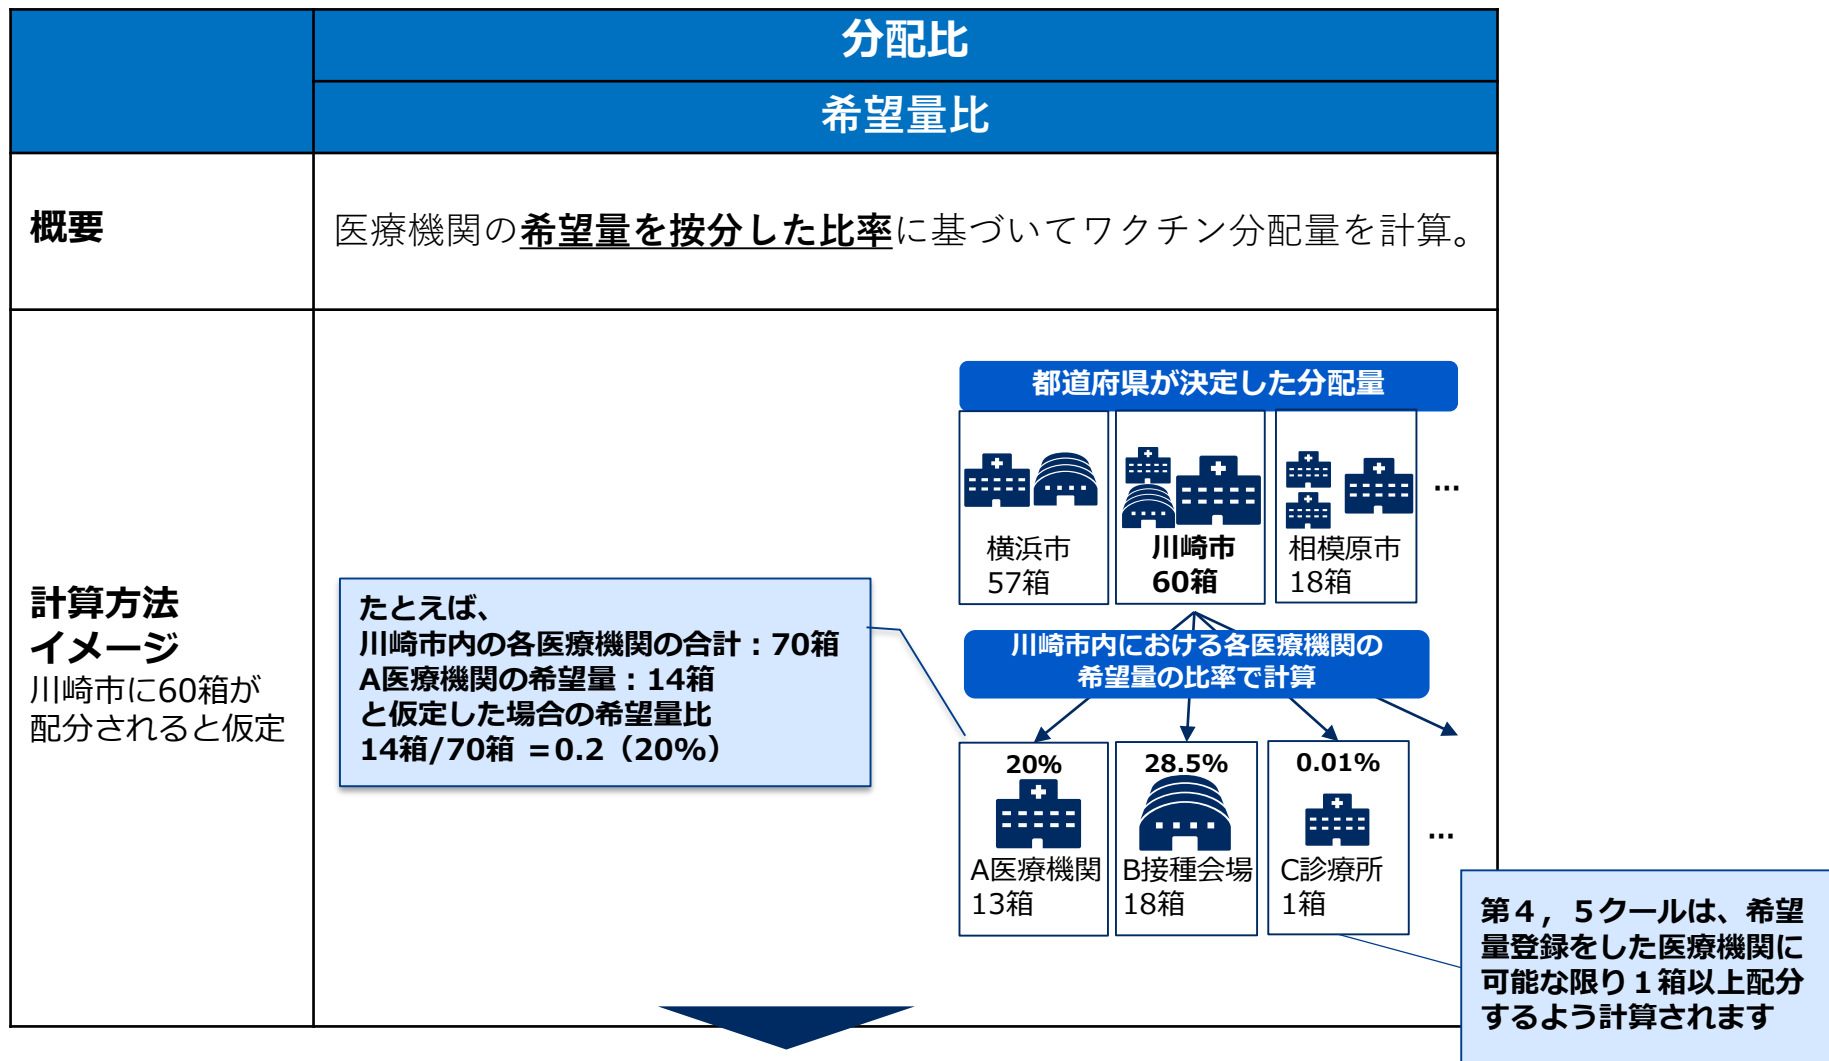 分配比
希望量比
概要
医療機関の希望量を按分した比率に基づいてワクチン分配量を計算。
計算方法
イメージ
川崎市に60箱が
配分されると仮定
都道府県が決定した分配量
横浜市
57箱
川崎市
60箱
相模原市
18箱
…
たとえば、
川崎市内の各医療機関の合計：70箱
A医療機関の希望量：14箱
と仮定した場合の希望量比
14箱/70箱 ＝0.2（20%）
川崎市内における各医療機関の
希望量の比率で計算
20%
A医療機関
13箱
28.5%
B接種会場
18箱
0.01%
C診療所
1箱
…
第４，５クールは、希望
量登録をした医療機関に
可能な限り１箱以上配分
するよう計算されます